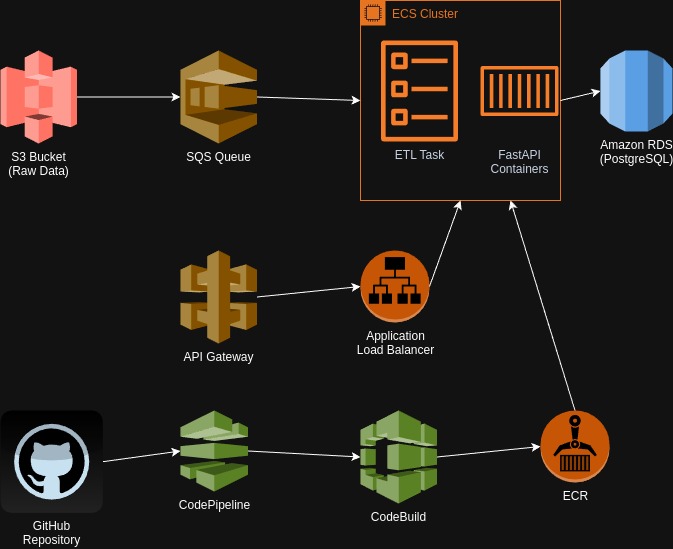 ECS Cluster
ETL Task
FastAPI
Containers
S3 Bucket
(Raw Data)
SQS Queue
Amazon RDS
(PostgreSQL)
API Gateway
Application
Load Balancer
GitHub
Repository
CodePipeline
CodeBuild
ECR